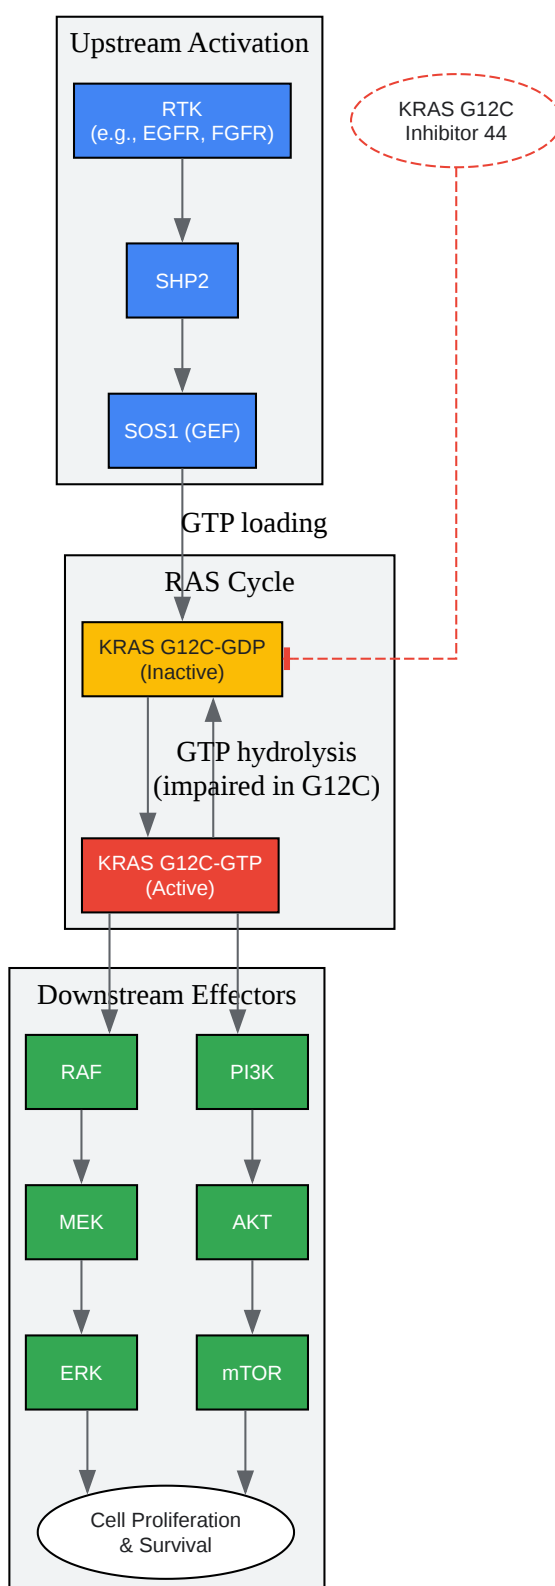 Upstream Activation
RTK
(e.g., EGFR, FGFR)
KRAS G12C
Inhibitor 44
SHP2
SOS1 (GEF)
GTP loading
RAS Cycle
KRAS G12C-GDP
(Inactive)
GTP hydrolysis
(impaired in G12C)
KRAS G12C-GTP
(Active)
Downstream Effectors
RAF
PI3K
MEK
AKT
ERK
mTOR
Cell Proliferation
& Survival